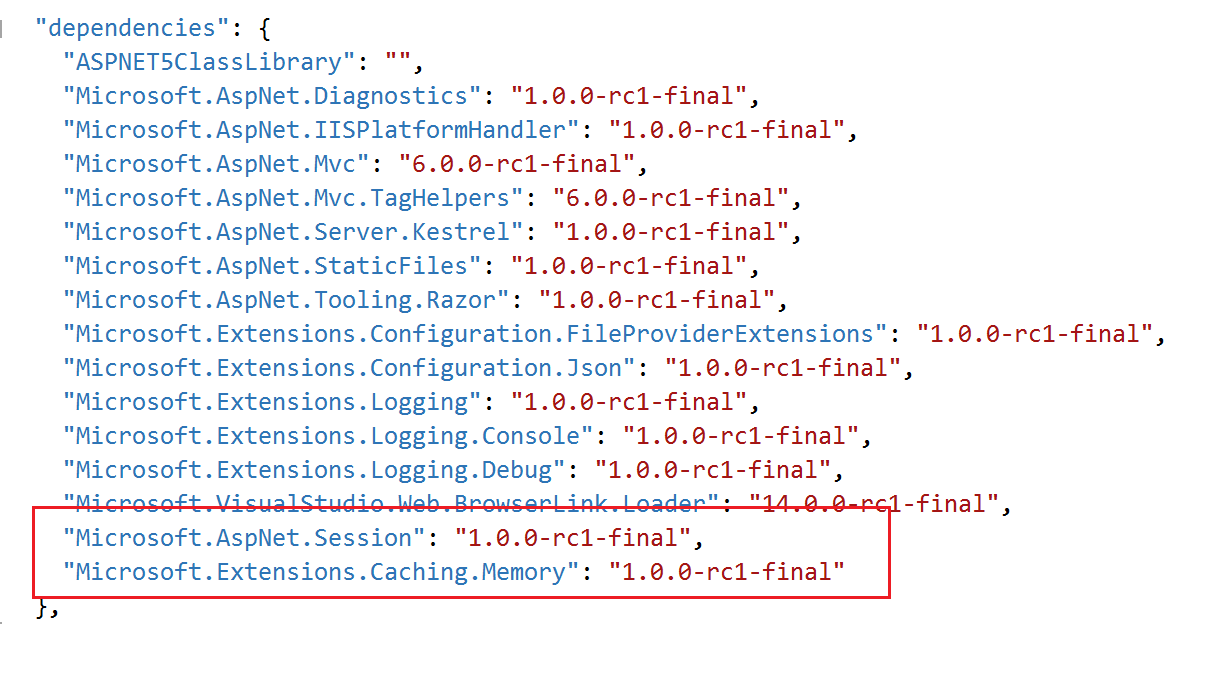 "dependencies": {
"ASPNET5ClassLibrary": "",
"Microsoft.AspNet.Diagnostics": "1.0.0-rc1-final",
"Microsoft.AspNet.IISPlatformHandler": "1.0.0-rc1-final",
"Microsoft.AspNet.Mvc": "6.0.0-rc1-final",
"Microsoft.AspNet.Mvc.TagHelpers": "6.0.0-rc1-final",
"Microsoft.AspNet.Server.Kestrel": "1.0.0-rc1-final",
"Microsoft.AspNet.StaticFiles": "1.0.0-rc1-final",
"Microsoft.AspNet.Tooling.Razor": "1.0.0-rc1-final",
"Microsoft.Extensions.Configuration.FileProviderExtensions": "1.0.0-rc1-final",
"Microsoft.Extensions.Configuration.Json": "1.0.0-rc1-final",
"Microsoft.Extensions.Logging": "1.0.0-rc1-final",
"Microsoft.Extensions.Logging.Console": "1.0.0-rc1-final",
"Microsoft.Extensions.Logging.Debug": "1.0.0-rc1-final",
"Microsoft.VisualStudio.Web.BrowserLink.Loader": "14.0.0-rc1-final",
"Microsoft.AspNet.Session": "1.0.0-rc1-final",
"Microsoft.Extensions.Caching.Memory": "1.0.0-rc1-final"
},